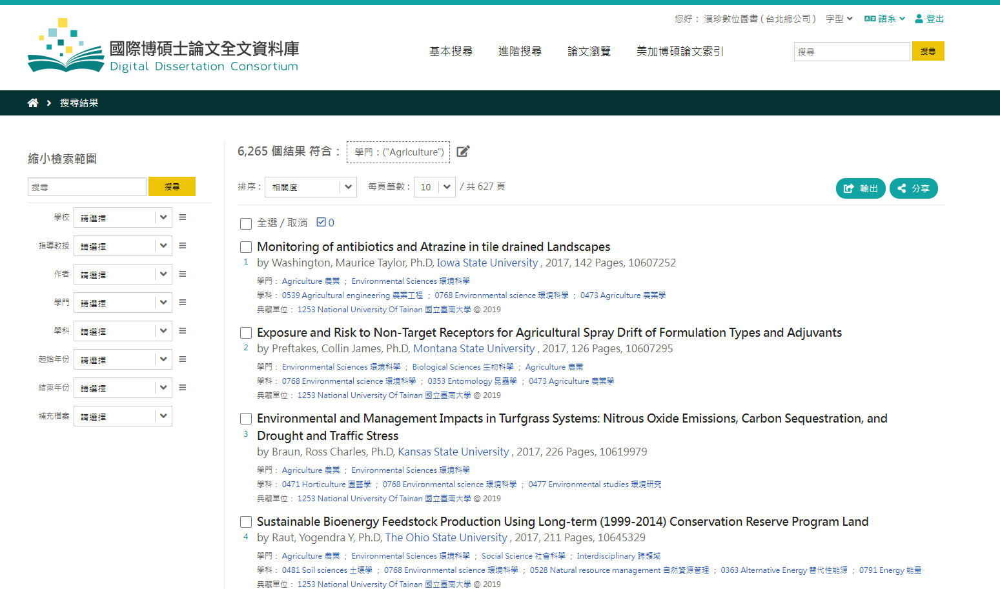 您好： 漢珍數位圖書 ( 台北總公司 ) 字型 語系 登出
國際博碩士論文全文資料庫
Digital Dissertation Consortium
基本搜尋 進階搜尋 論文瀏覽 美加博碩論文索引 搜尋 搜尋
搜尋結果
縮小檢索範圍
搜尋 搜尋
學校 請選擇
指導教授 請選擇
作者 請選擇
學門 請選擇
學科 請選擇
起始年份 請選擇
結束年份 請選擇
補充檔案 請選擇
6,265 個結果 符合： 學門：("Agriculture")
排序： 相關度 每頁筆數： 10 / 共 627 頁 輸出 分享
全選 / 取消 0
Monitoring of antibiotics and Atrazine in tile drained Landscapes
1 by Washington, Maurice Taylor, Ph.D, Iowa State University , 2017, 142 Pages, 10607252
學門： Agriculture 農業 ； Environmental Sciences 環境科學
學科： 0539 Agricultural engineering 農業工程 ； 0768 Environmental science 環境科學 ； 0473 Agriculture 農業學
典藏單位： 1253 National University Of Tainan 國立臺南大學 @ 2019
Exposure and Risk to Non-Target Receptors for Agricultural Spray Drift of Formulation Types and Adjuvants
2 by Preftakes, Collin James, Ph.D, Montana State University , 2017, 126 Pages, 10607295
學門： Environmental Sciences 環境科學 ； Biological Sciences 生物科學 ； Agriculture 農業
學科： 0768 Environmental science 環境科學 ； 0353 Entomology 昆蟲學 ； 0473 Agriculture 農業學
典藏單位： 1253 National University Of Tainan 國立臺南大學 @ 2019
Environmental and Management Impacts in Turfgrass Systems: Nitrous Oxide Emissions, Carbon Sequestration, and
3 Drought and Traffic Stress
by Braun, Ross Charles, Ph.D, Kansas State University , 2017, 226 Pages, 10619979
學門： Agriculture 農業 ； Environmental Sciences 環境科學
學科： 0471 Horticulture 園藝學 ； 0768 Environmental science 環境科學 ； 0477 Environmental studies 環境研究
典藏單位： 1253 National University Of Tainan 國立臺南大學 @ 2019
Sustainable Bioenergy Feedstock Production Using Long-term (1999-2014) Conservation Reserve Program Land
4 by Raut, Yogendra Y, Ph.D, The Ohio State University , 2017, 211 Pages, 10645329
學門： Agriculture 農業 ； Environmental Sciences 環境科學 ； Social Science 社會科學 ； Interdisciplinary 跨領域
學科： 0481 Soil sciences 土壤學 ； 0768 Environmental science 環境科學 ； 0528 Natural resource management 自然資源管理 ； 0363 Alternative Energy 替代性能源 ； 0791 Energy 能量
典藏單位： 1253 National University Of Tainan 國立臺南大學 @ 2019